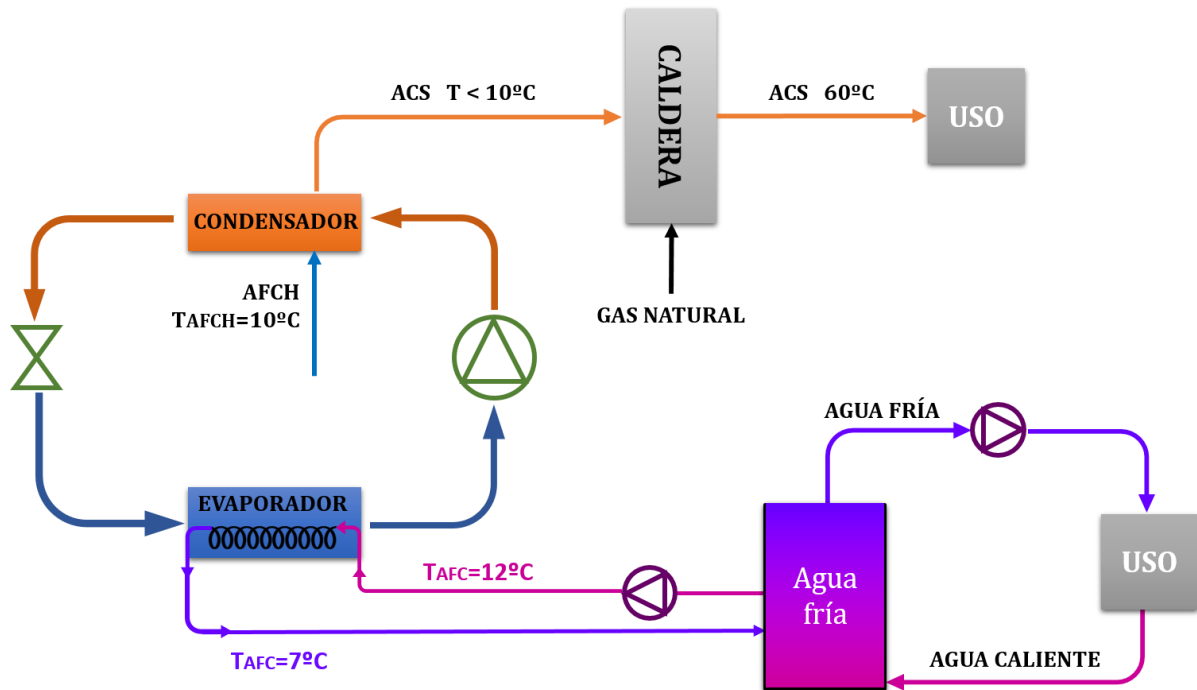 ACS T < 10ºC
CALDERA
ACS 60ºC
USO
CONDENSADOR
AFCH
TAFCH=10ºC
GAS NATURAL
AGUA FRÍA
EVAPORADOR
TAFC=12ºC
Agua
fría
USO
TAFC=7ºC
AGUA CALIENTE